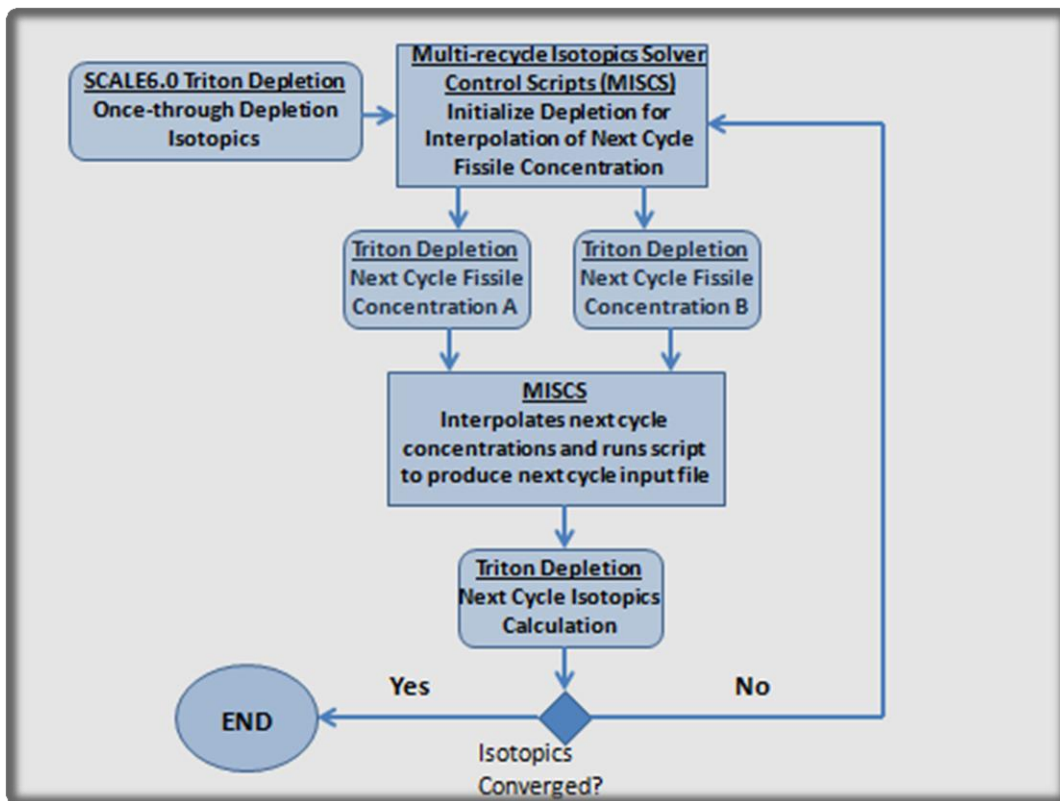 SCALE6.0 Triton Depletion
Once-through Depletion
Isotopics
Multi-recycle Isotopics Solver
Control Scripts (MISCS)
Initialize Depletion for
Interpolation of Next Cycle
Fissile Concentration
Triton Depletion
Next Cycle Fissile
Concentration A
Triton Depletion
Next Cycle Fissile
Concentration B
MISCS
Interpolates next cycle
concentrations and runs script
to produce next cycle input file
Triton Depletion
Next Cycle Isotopics
Calculation
Yes
No
END
Isotopics
Converged?